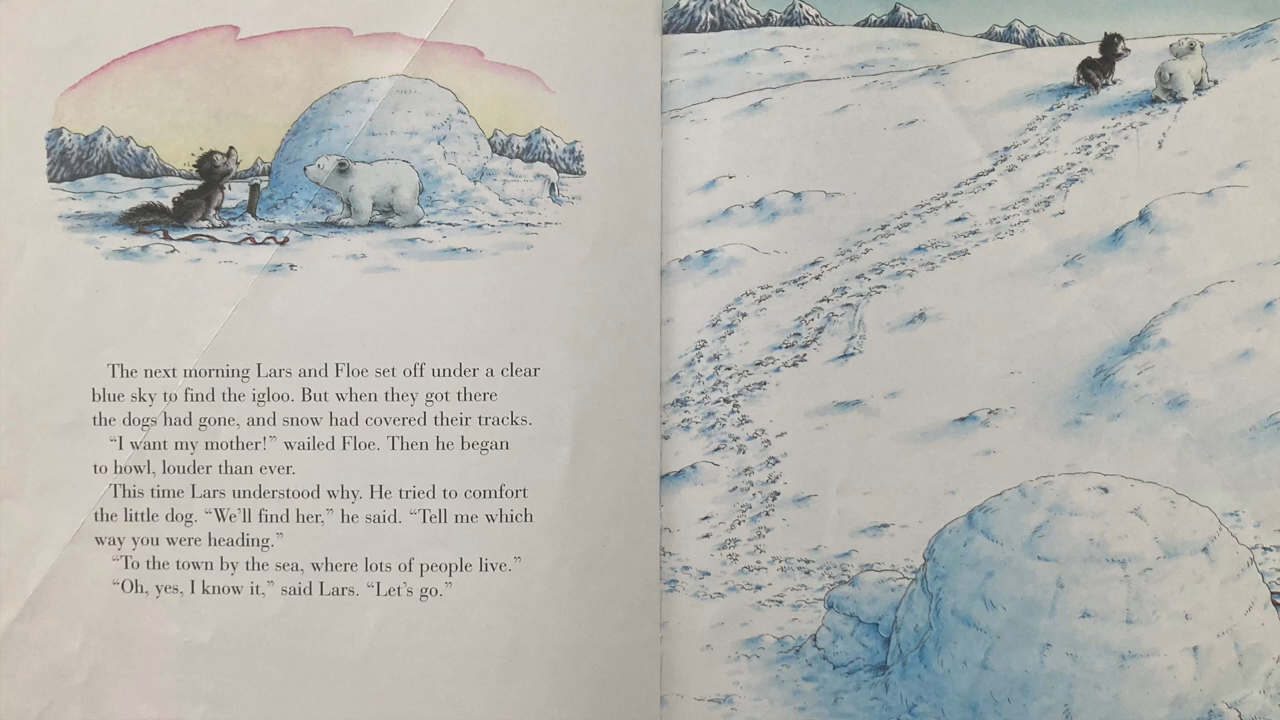 The next morning Lars and Floe set off under a clear
blue sky to find the igloo. But when they got there
the dogs had gone, and snow had covered their tracks.
“I want my mother!” wailed Floe. Then he began
to howl, louder than ever.
This time Lars understood why. He tried to comfort
the little dog. “We’ll find her,” he said. “Tell me which
way you were heading.”
“To the town by the sea, where lots of people live.”
“Oh, yes, I know it,” said Lars. “Let’s go.”